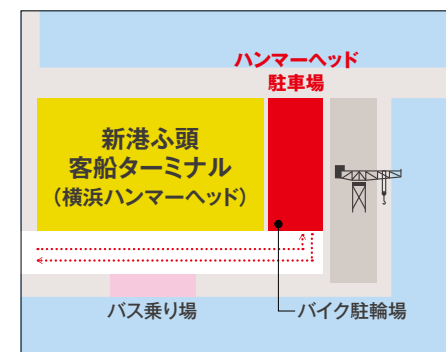 ハンマーヘッド
駐車場
新港ふ頭
客船ターミナル
（横浜ハンマーヘッド）
バス乗り場
バイク駐輪場